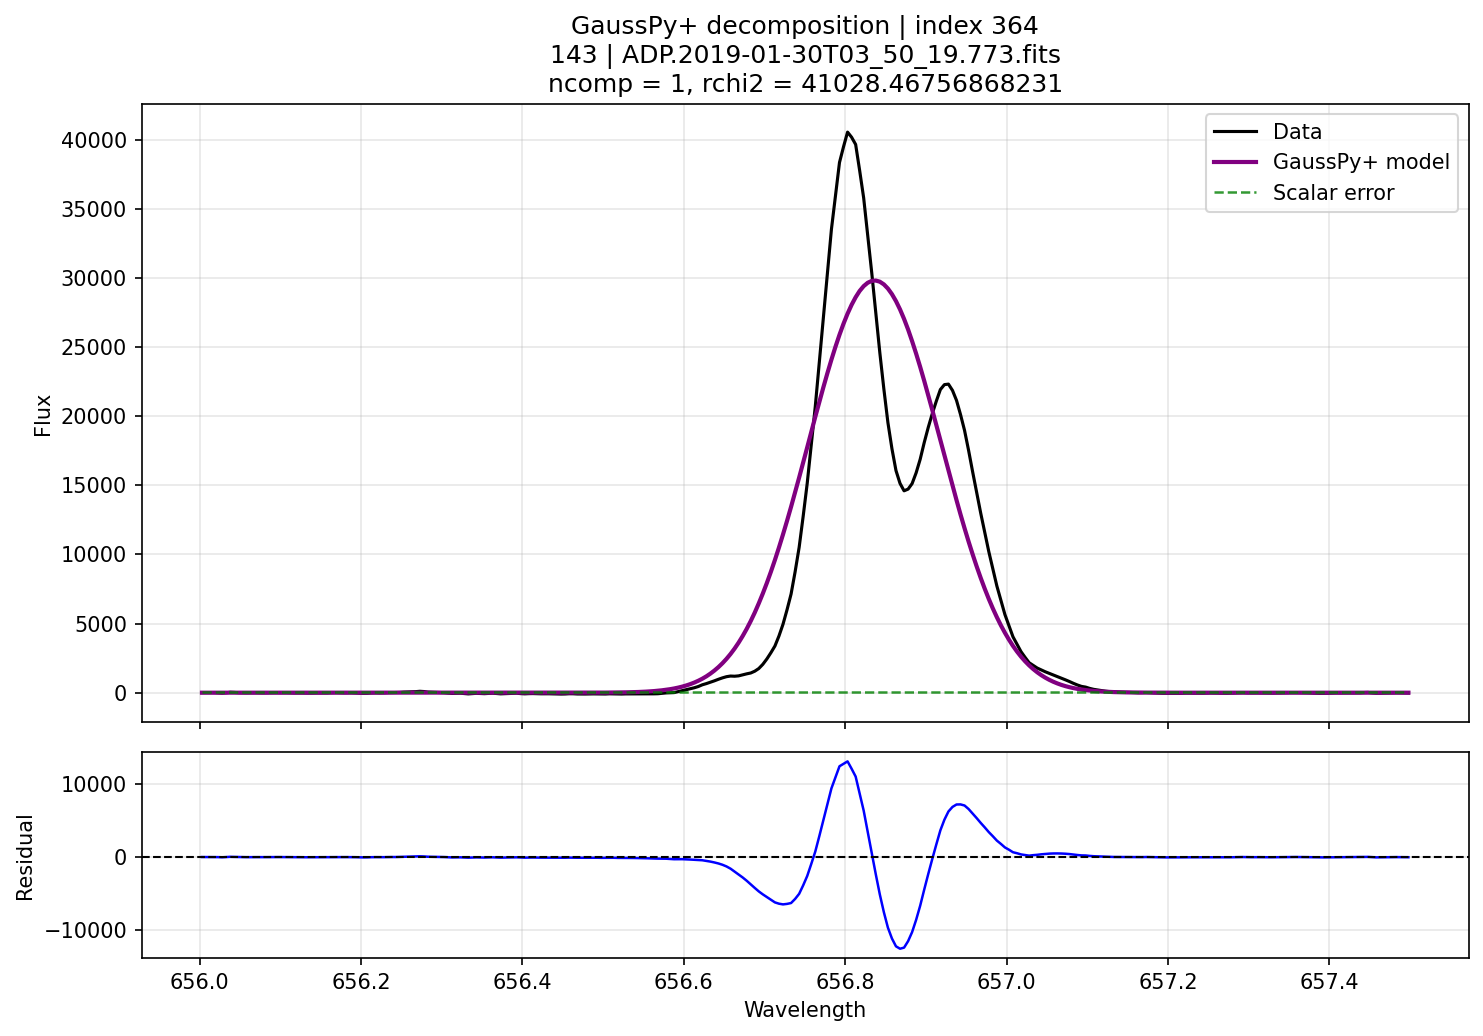 GaussPy+ decomposition | index 364
143 | ADP.2019-01-30T03_50_19.773.fits
ncomp = 1, rchi2 = 41028.46756868231
Data
GaussPy+ model
Scalar error
40000
35000
30000
25000
20000
15000
10000
5000
0
Flux
10000
0
−10000
Residual
656.0 656.2 656.4 656.6 656.8 657.0 657.2 657.4
Wavelength